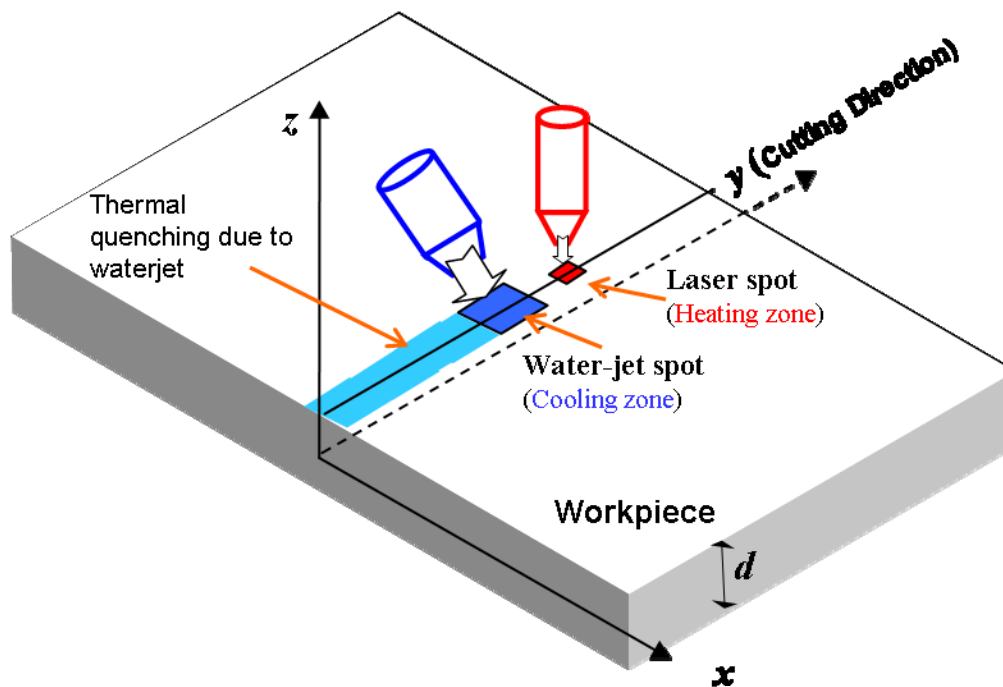 z
y (Cutting Direction)
Thermal
quenching due to
waterjet
Laser spot
(Heating zone)
Water-jet spot
(Cooling zone)
Workpiece
d
x